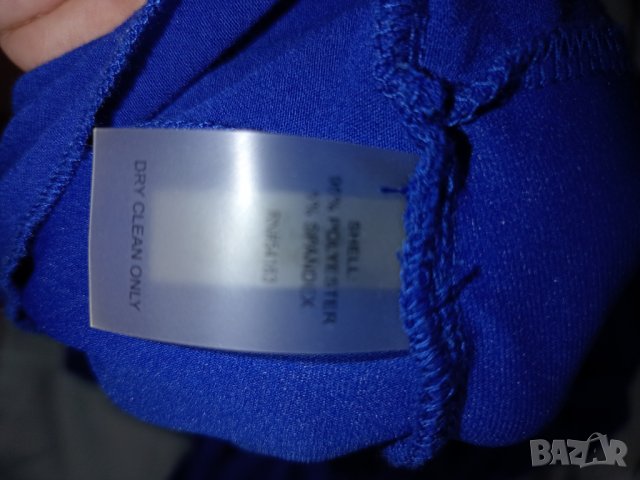 SHELL:
POLYESTER
% SPANDEX
DRY CLEAN ONLY
BAZAR